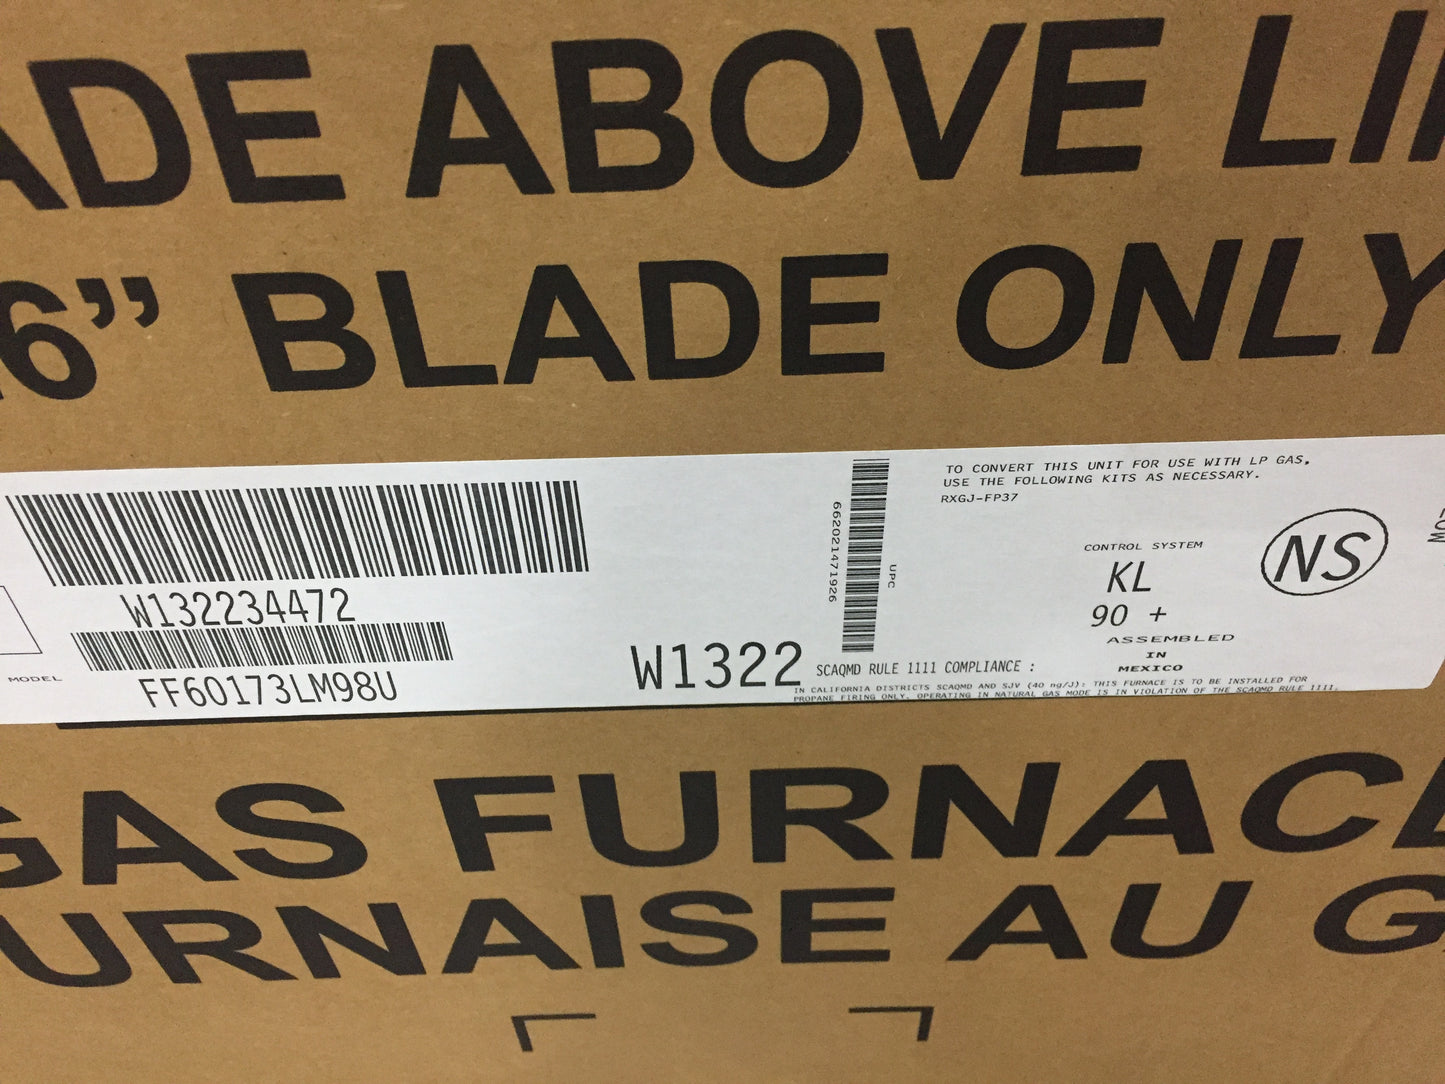 ADE ABOVE LI
6” BLADE ONLY
W132234472
MODEL
FF60173LM98U
W1322
662021471926
UPC
TO CONVERT THIS UNIT FOR USE WITH LP GAS,
USE THE FOLLOWING KITS AS NECESSARY.
RXGJ-FP37
CONTROL SYSTEM
KL
90 +
ASSEMBLED
IN
MEXICO
NS
SCAQMD RULE 1111 COMPLIANCE :
IN CALIFORNIA DISTRICTS SCAQMD AND SJV (40 ng/J): THIS FURNACE IS TO BE INSTALLED FOR
PROPANE FIRING ONLY. OPERATING IN NATURAL GAS MODE IS IN VIOLATION OF THE SCAQMD RULE 1111.
GAS FURNACE
URNAISE AU G